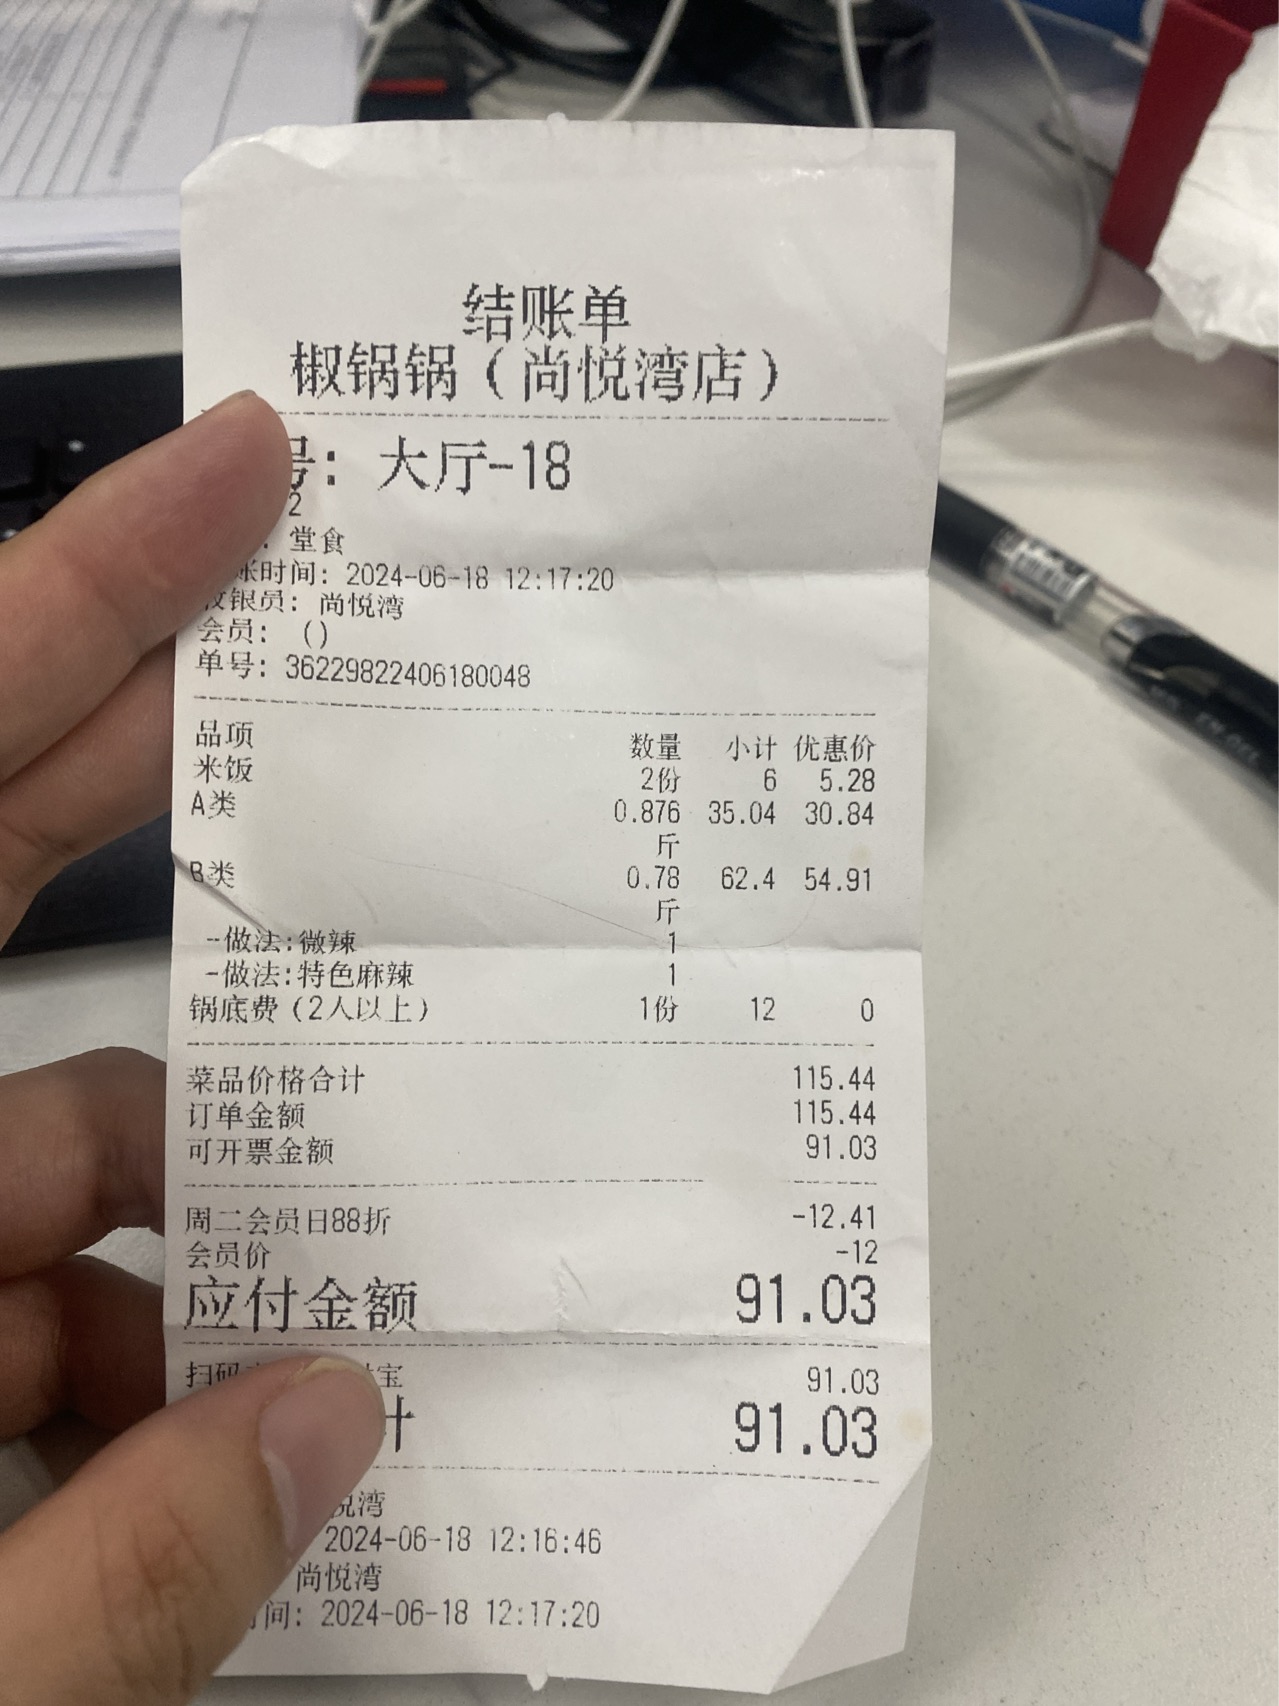 结账单
椒锅锅（尚悦湾店）
号: 大厅-18
2
堂食
账时间: 2024-06-18 12:17:20
收银员: 尚悦湾
会员: ()
单号: 36229822406180048
品项 数量 小计 优惠价
米饭 2份 6 5.28
A类 0.876 35.04 30.84
斤
B类 0.78 62.4 54.91
斤
-做法:微辣 1
-做法:特色麻辣 1
锅底费（2人以上） 1份 12 0
菜品价格合计 115.44
订单金额 115.44
可开票金额 91.03
周二会员日88折 -12.41
会员价 -12
应付金额 91.03
扫码 宝 91.03
计 91.03
悦湾
2024-06-18 12:16:46
尚悦湾
时间: 2024-06-18 12:17:20